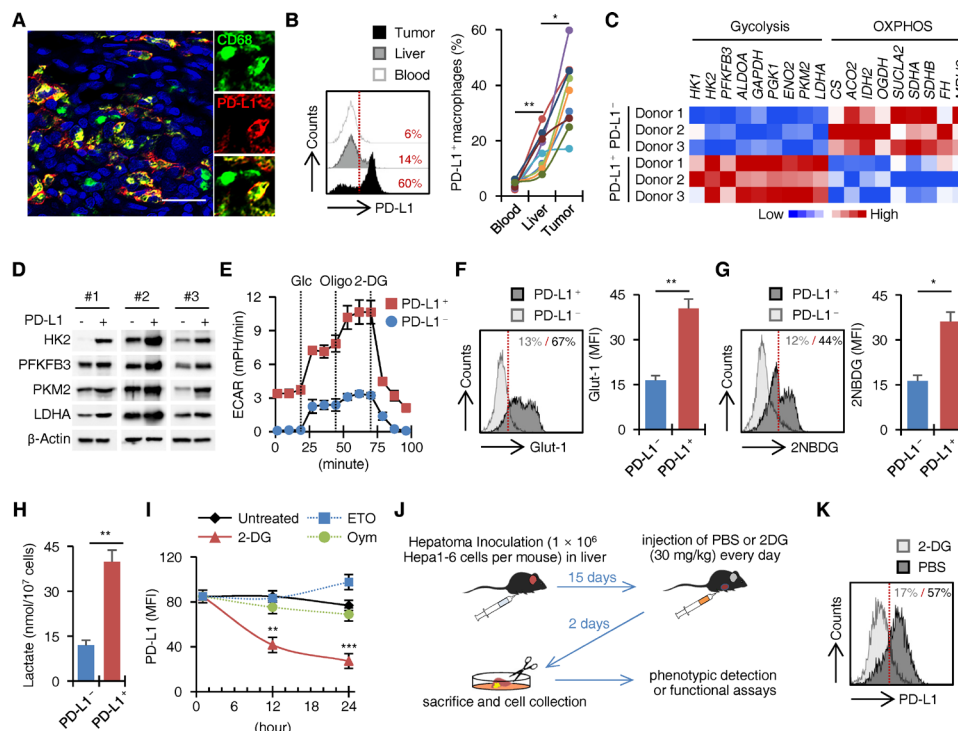 A
CD68
PD-L1
B
Tumor
Liver
Blood
Counts
6%
14%
60%
PD-L1
PD-L1+ macrophages (%)
60
40
20
0
**
*
Blood
Liver
Tumor
C
Glycolysis
OXPHOS
HK1
HK2
PFKFB3
ALDOA
GAPDH
PGK1
ENO2
PKM2
LDHA
CS
ACO2
IDH2
OGDH
SUCLA2
SDHA
SDHB
FH
PD-L1−
Donor 1
Donor 2
Donor 3
PD-L1+
Donor 1
Donor 2
Donor 3
Low
High
D
#1
#2
#3
PD-L1
- + - + - +
HK2
PFKFB3
PKM2
LDHA
β-Actin
E
Glc
Oligo
2-DG
PD-L1+
PD-L1−
ECAR (mPH/min)
12
9
6
3
0
0 25 50 75 100
(minute)
F
PD-L1+
PD-L1−
13% / 67%
Counts
Glut-1
Glut-1 (MFI)
45
30
15
0
**
PD-L1−
PD-L1+
G
PD-L1+
PD-L1−
12% / 44%
Counts
2NBDG
2NBDG (MFI)
45
30
15
0
*
PD-L1−
PD-L1+
H
Lactate (nmol/10⁷ cells)
45
30
15
0
**
PD-L1−
PD-L1+
I
Untreated
2-DG
ETO
Oym
PD-L1 (MFI)
120
80
40
0
**
***
0 6 12 18 24
(hour)
J
Hepatoma Inoculation (1 × 10⁶
Hepa1-6 cells per mouse) in liver
15 days
injection of PBS or 2DG
(30 mg/kg) every day
2 days
sacrifice and cell collection
phenotypic detection
or functional assays
K
2-DG
PBS
17% / 57%
Counts
PD-L1